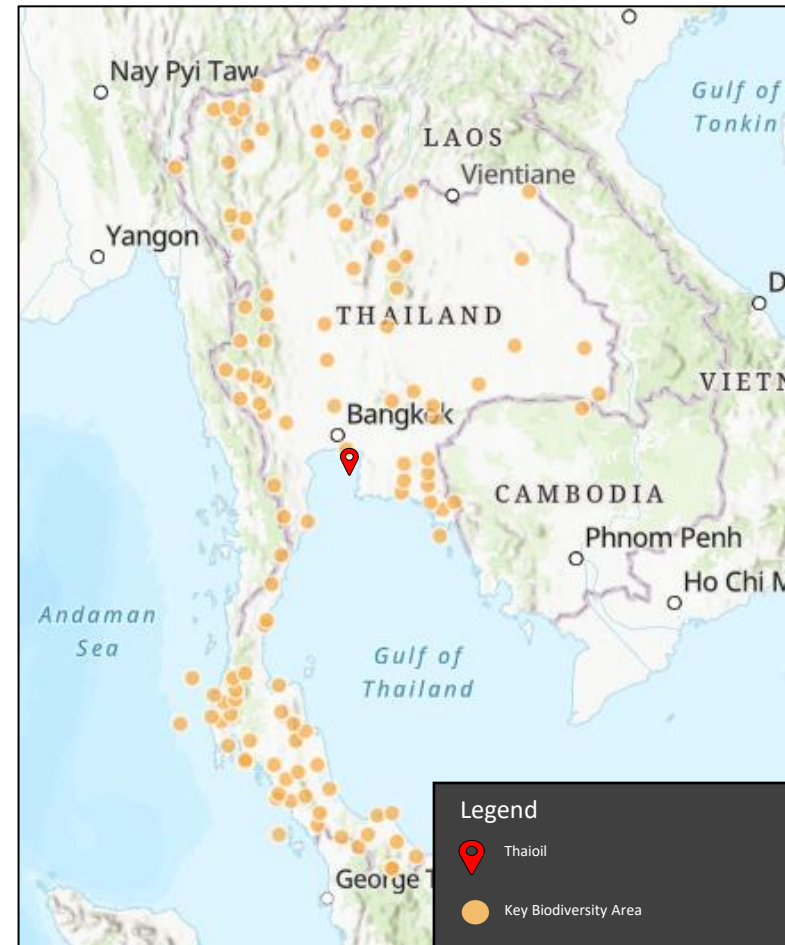 Nay Pyi Taw
Gulf of
Tonkin
LAOS
Vientiane
Yangon
D
THAILAND
VIETN
Bangkok
CAMBODIA
Phnom Penh
Ho Chi M
Andaman
Sea
Gulf of
Thailand
George T
Legend
Thaioil
Key Biodiversity Area